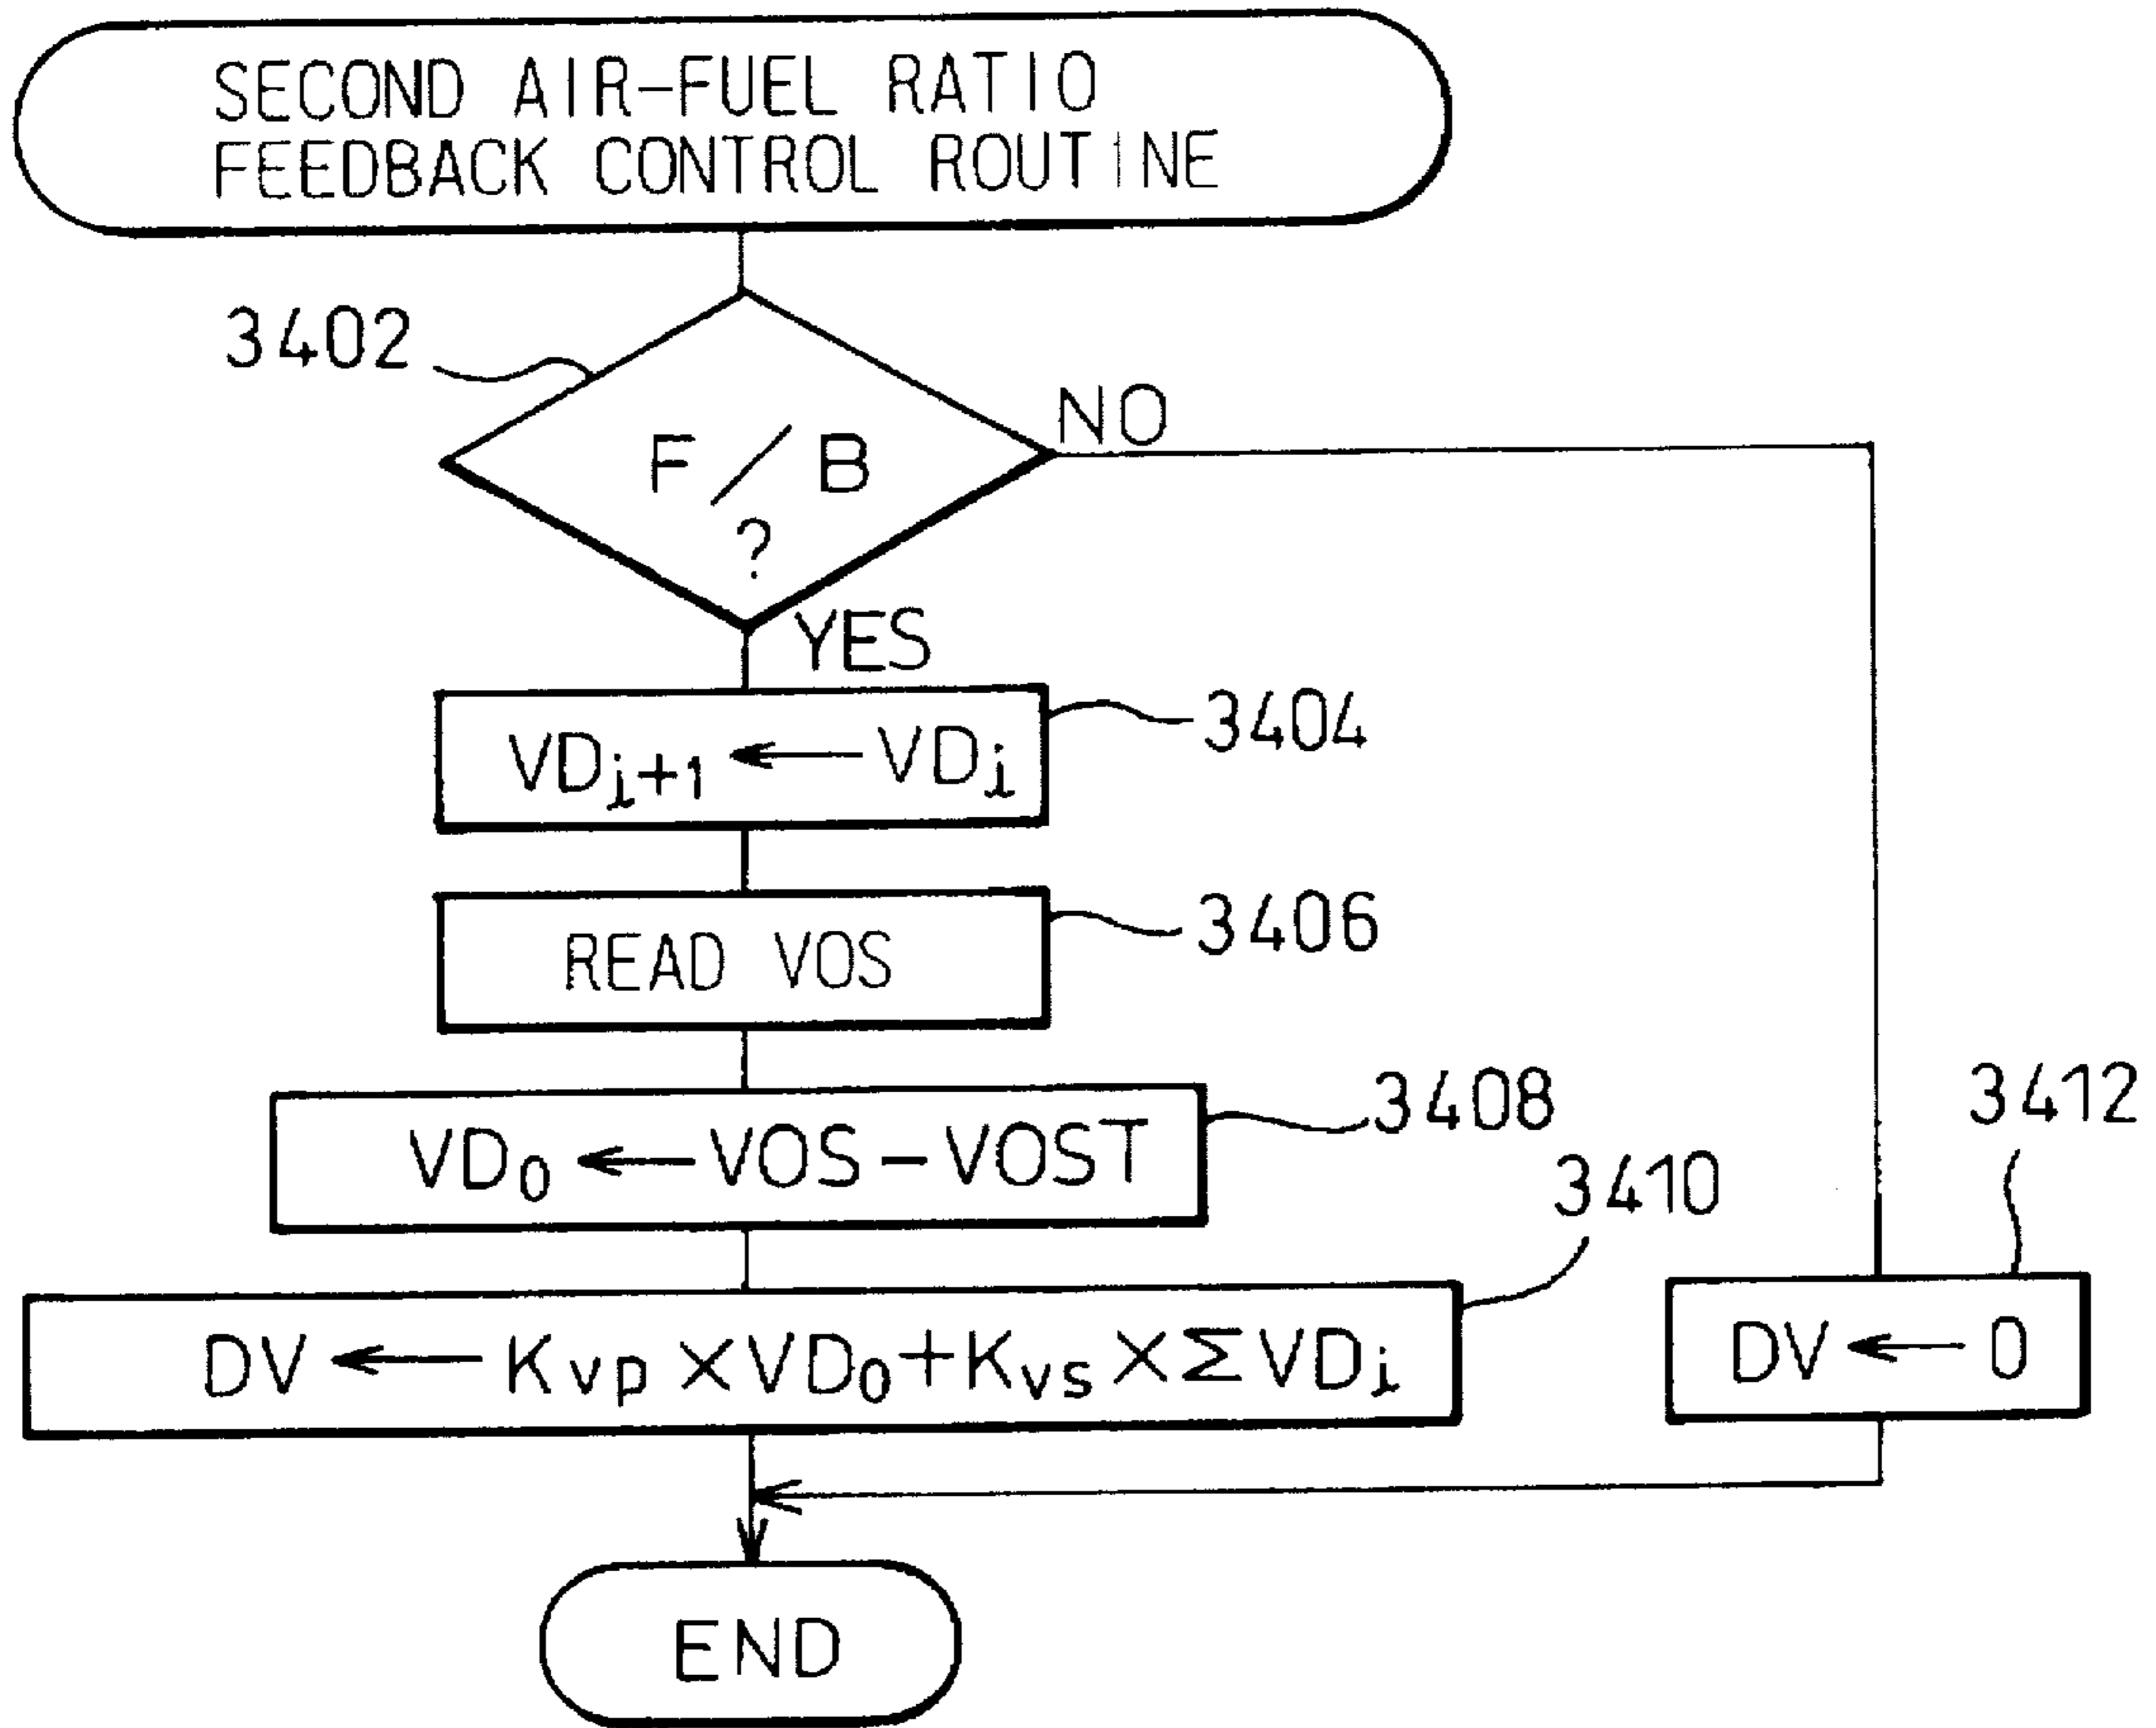 SECOND AIR-FUEL RATIO
FEEDBACK CONTROL ROUTINE
3402
F/B
?
NO
YES
VDi+1 ← VDi
3404
READ VOS
3406
VD0 ← VOS - VOST
3408
DV ← Kvp × VD0 + Kvs × Σ VDi
3410
DV ← 0
3412
END